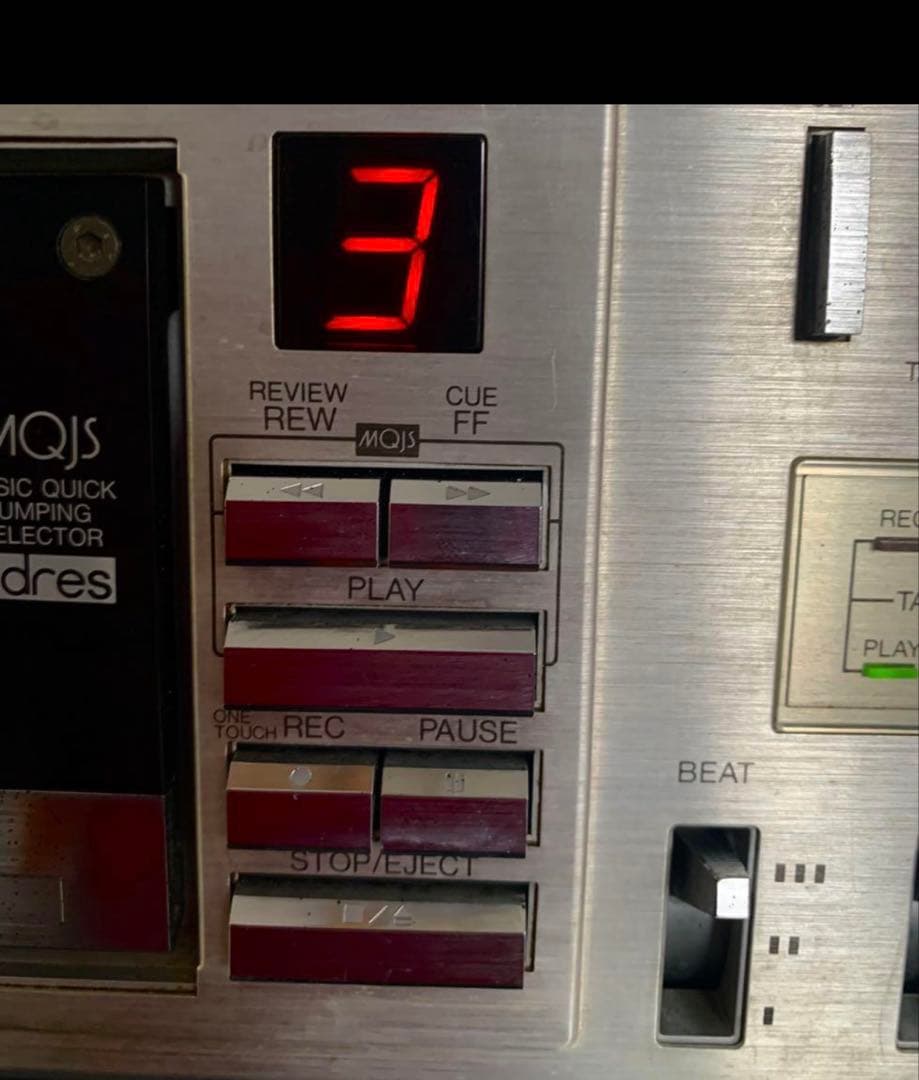 3
REVIEW
REW
CUE
FF
MQJS
MQJS
SIC QUICK
UMPING
ELECTOR
dres
PLAY
ONE
TOUCH REC
PAUSE
STOP/EJECT
REC
TA
PLAY
BEAT